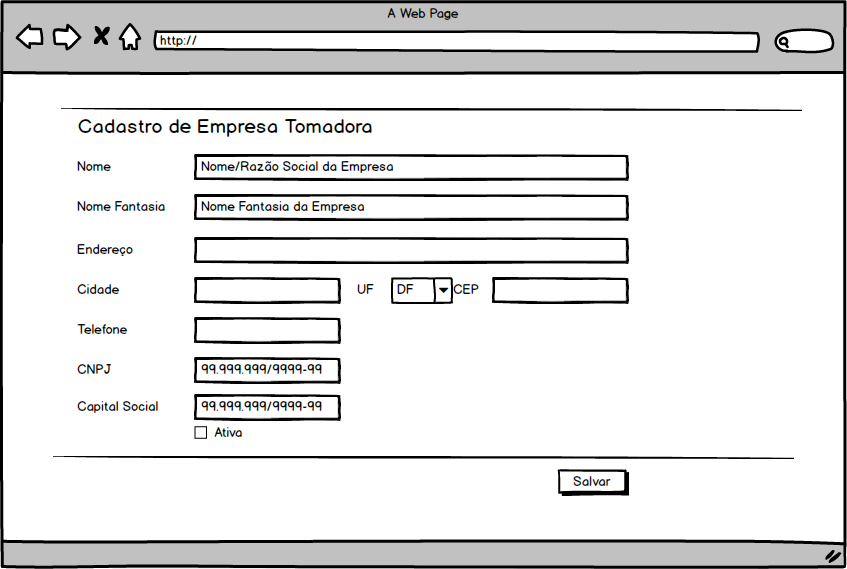 A Web Page
http://
Cadastro de Empresa Tomadora
Nome Nome/Razão Social da Empresa
Nome Fantasia Nome Fantasia da Empresa
Endereço
Cidade UF DF CEP
Telefone
CNPJ 99.999.999/9999-99
Capital Social 99.999.999/9999-99
Ativa
Salvar